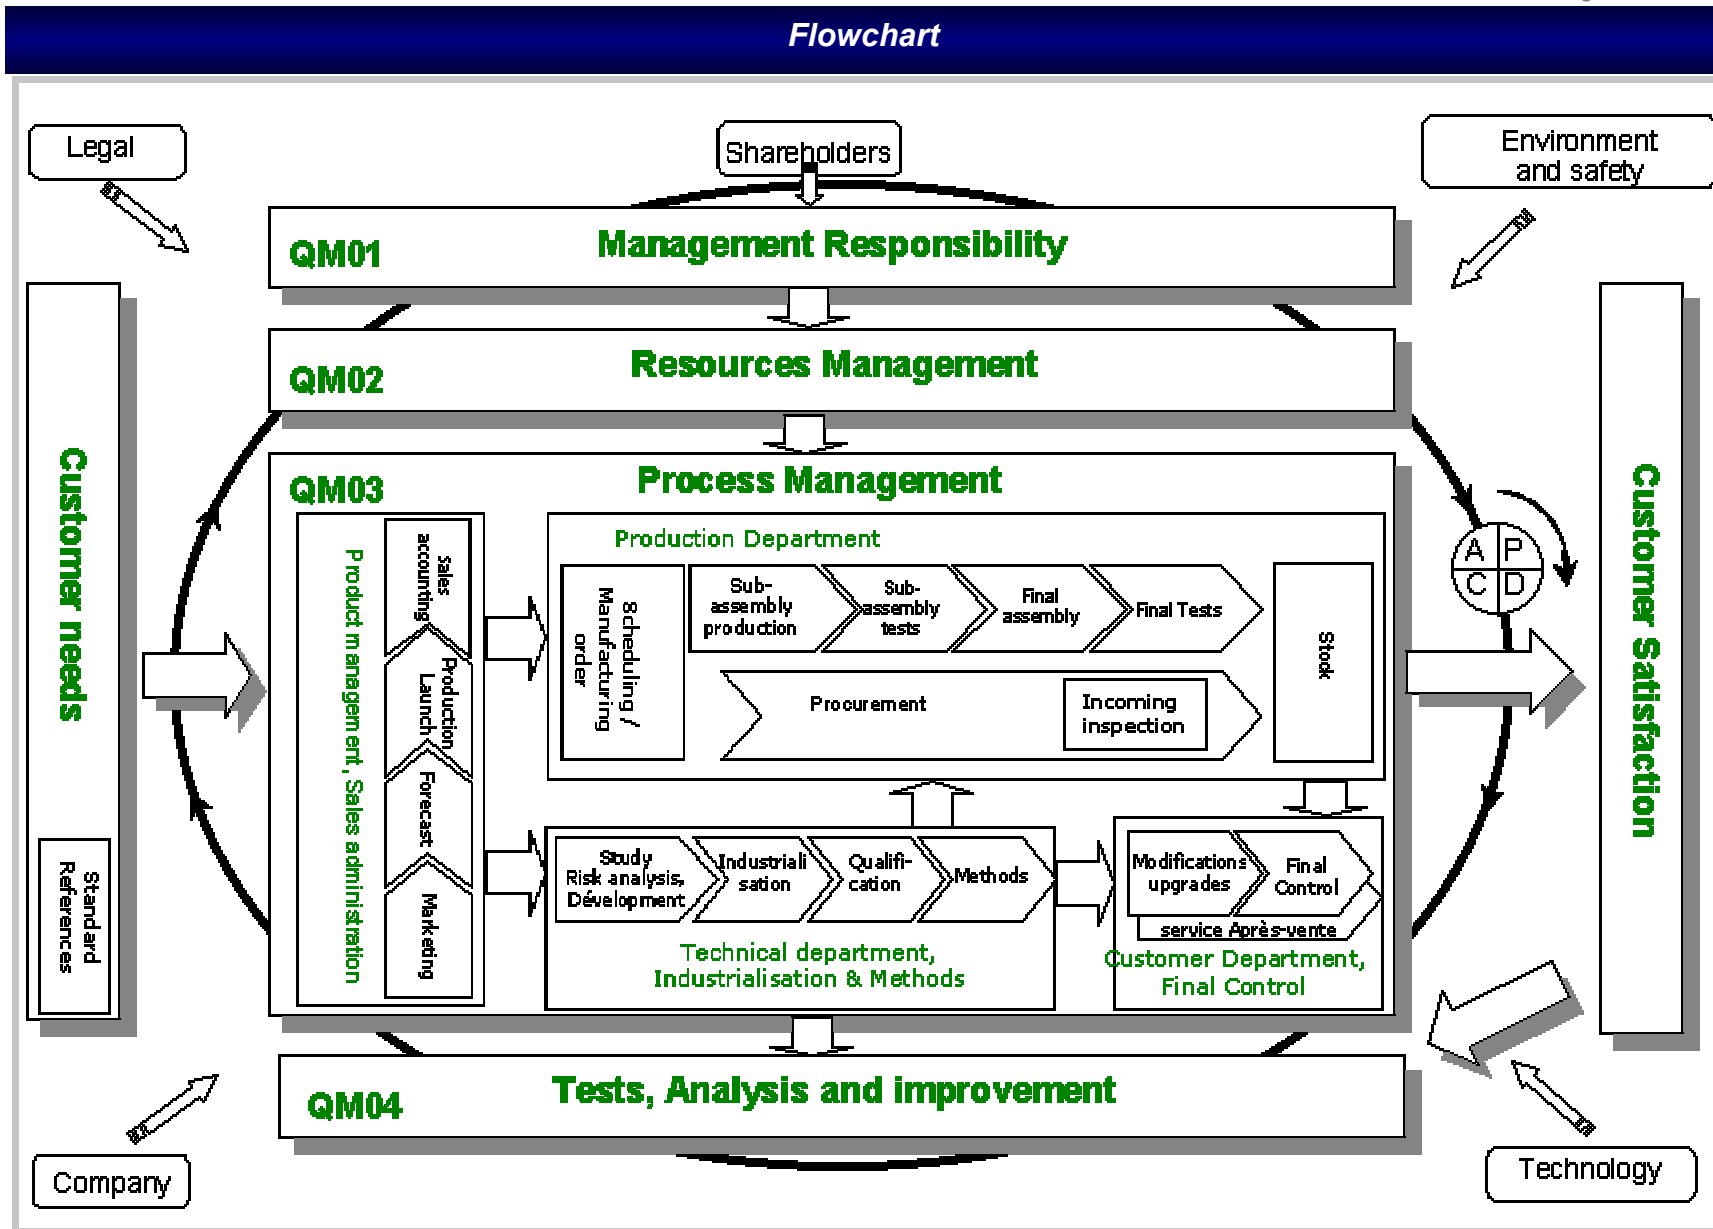 Flowchart
Legal
Shareholders
Environment
and safety
QM01
Management Responsibility
QM02
Resources Management
QM03
Process Management
Customer needs
Standard
References
Product management, Sales administration
Sales
accounting
Production
Launch
Forecast
Marketing
Production Department
Scheduling /
Manufacturing
order
Sub-
assembly
production
Sub-
assembly
tests
Final
assembly
Final Tests
Procurement
Incoming
inspection
Stock
Study
Risk analysis,
Dévelopment
Industriali
sation
Qualifi-
cation
Methods
Technical department,
Industrialisation & Methods
Modifications
upgrades
Final
Control
service Après-vente
Customer Department,
Final Control
A P
C D
Customer Satisfaction
QM04
Tests, Analysis and improvement
Company
Technology